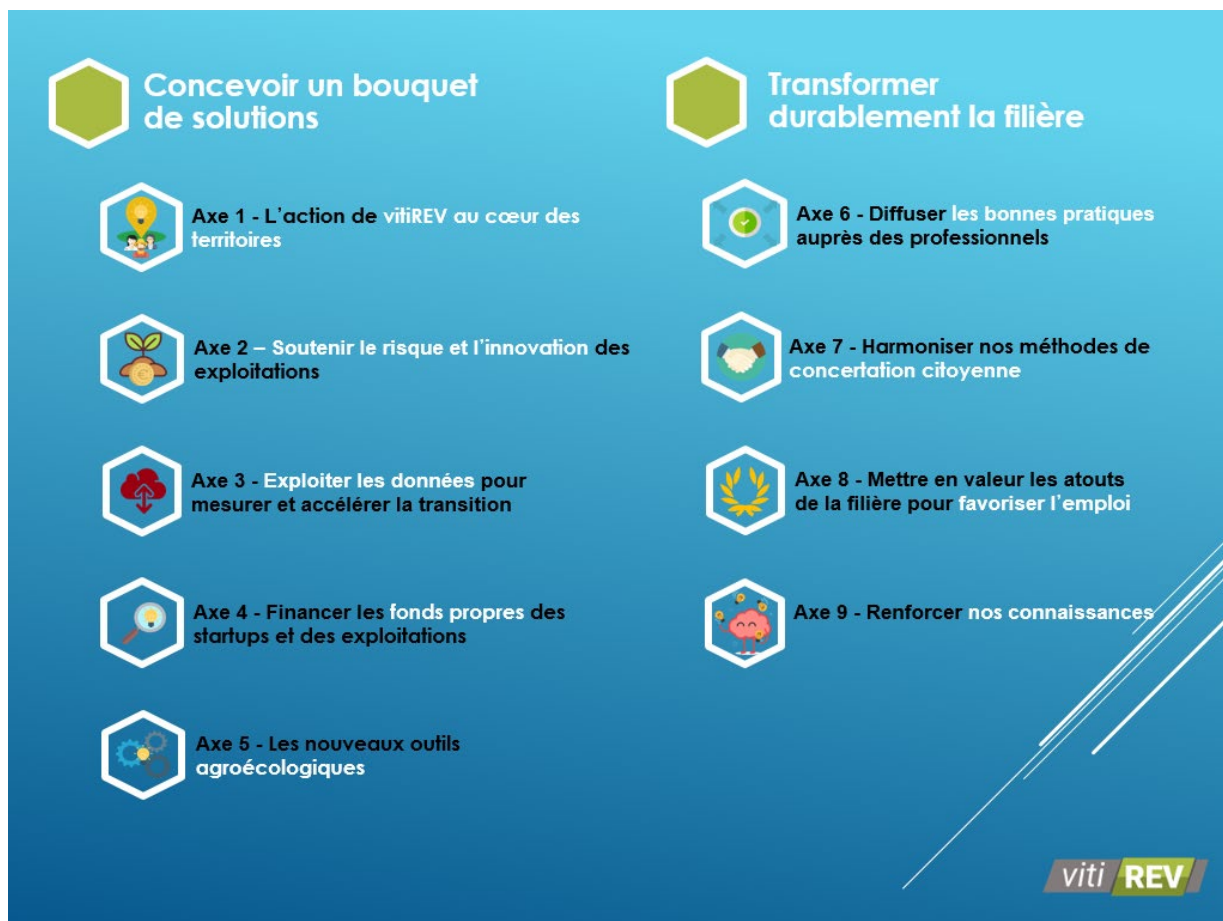 Concevoir un bouquet
de solutions
Axe 1 - L'action de vitiREV au cœur des
territoires
Axe 2 – Soutenir le risque et l'innovation des
exploitations
Axe 3 - Exploiter les données pour
mesurer et accélérer la transition
Axe 4 - Financer les fonds propres des
startups et des exploitations
Axe 5 - Les nouveaux outils
agroécologiques
Transformer
durablement la filière
Axe 6 - Diffuser les bonnes pratiques
auprès des professionnels
Axe 7 - Harmoniser nos méthodes de
concertation citoyenne
Axe 8 - Mettre en valeur les atouts
de la filière pour favoriser l'emploi
Axe 9 - Renforcer nos connaissances
viti REV